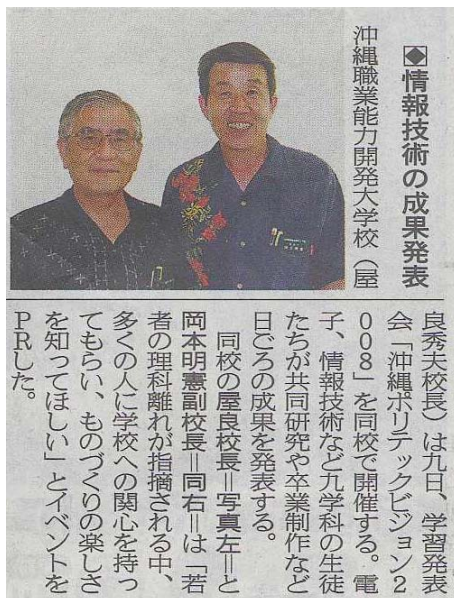 ◆情報技術の成果発表
沖縄職業能力開発大学校（屋
良秀夫校長）は九日、学習発表
会「沖縄ポリテックビジョン２
００８」を同校で開催する。電
子、情報技術など九学科の生徒
たちが共同研究や卒業制作など
日ごろの成果を発表する。
同校の屋良校長＝写真左＝と
岡本明憲副校長＝同右＝は「若
者の理科離れが指摘される中、
多くの人に学校への関心を持っ
てもらい、ものづくりの楽しさ
を知ってほしい」とイベントを
ＰＲした。